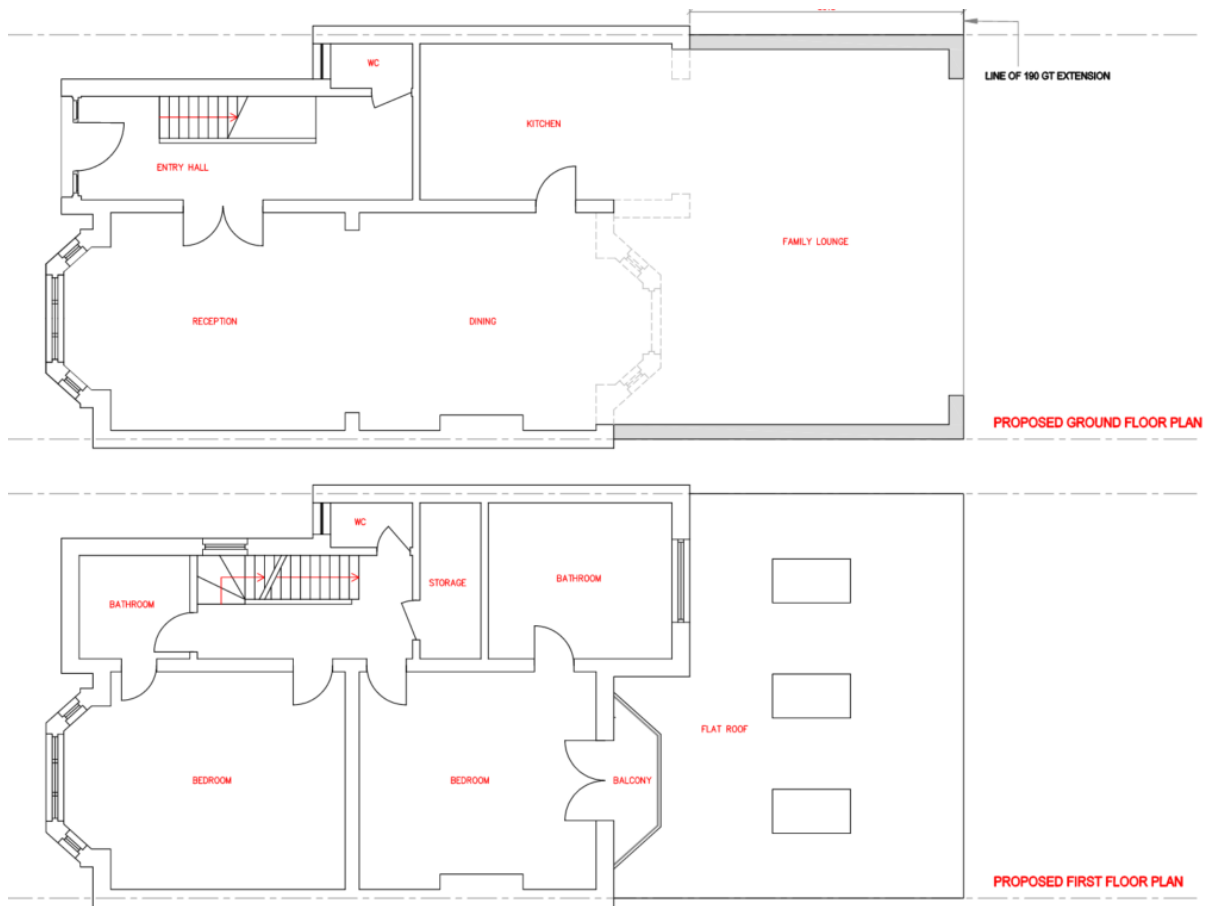 LINE OF 190 GT EXTENSION
WC
KITCHEN
ENTRY HALL
FAMILY LOUNGE
RECEPTION
DINING
PROPOSED GROUND FLOOR PLAN
WC
STORAGE
BATHROOM
BATHROOM
FLAT ROOF
BEDROOM
BEDROOM
BALCONY
PROPOSED FIRST FLOOR PLAN